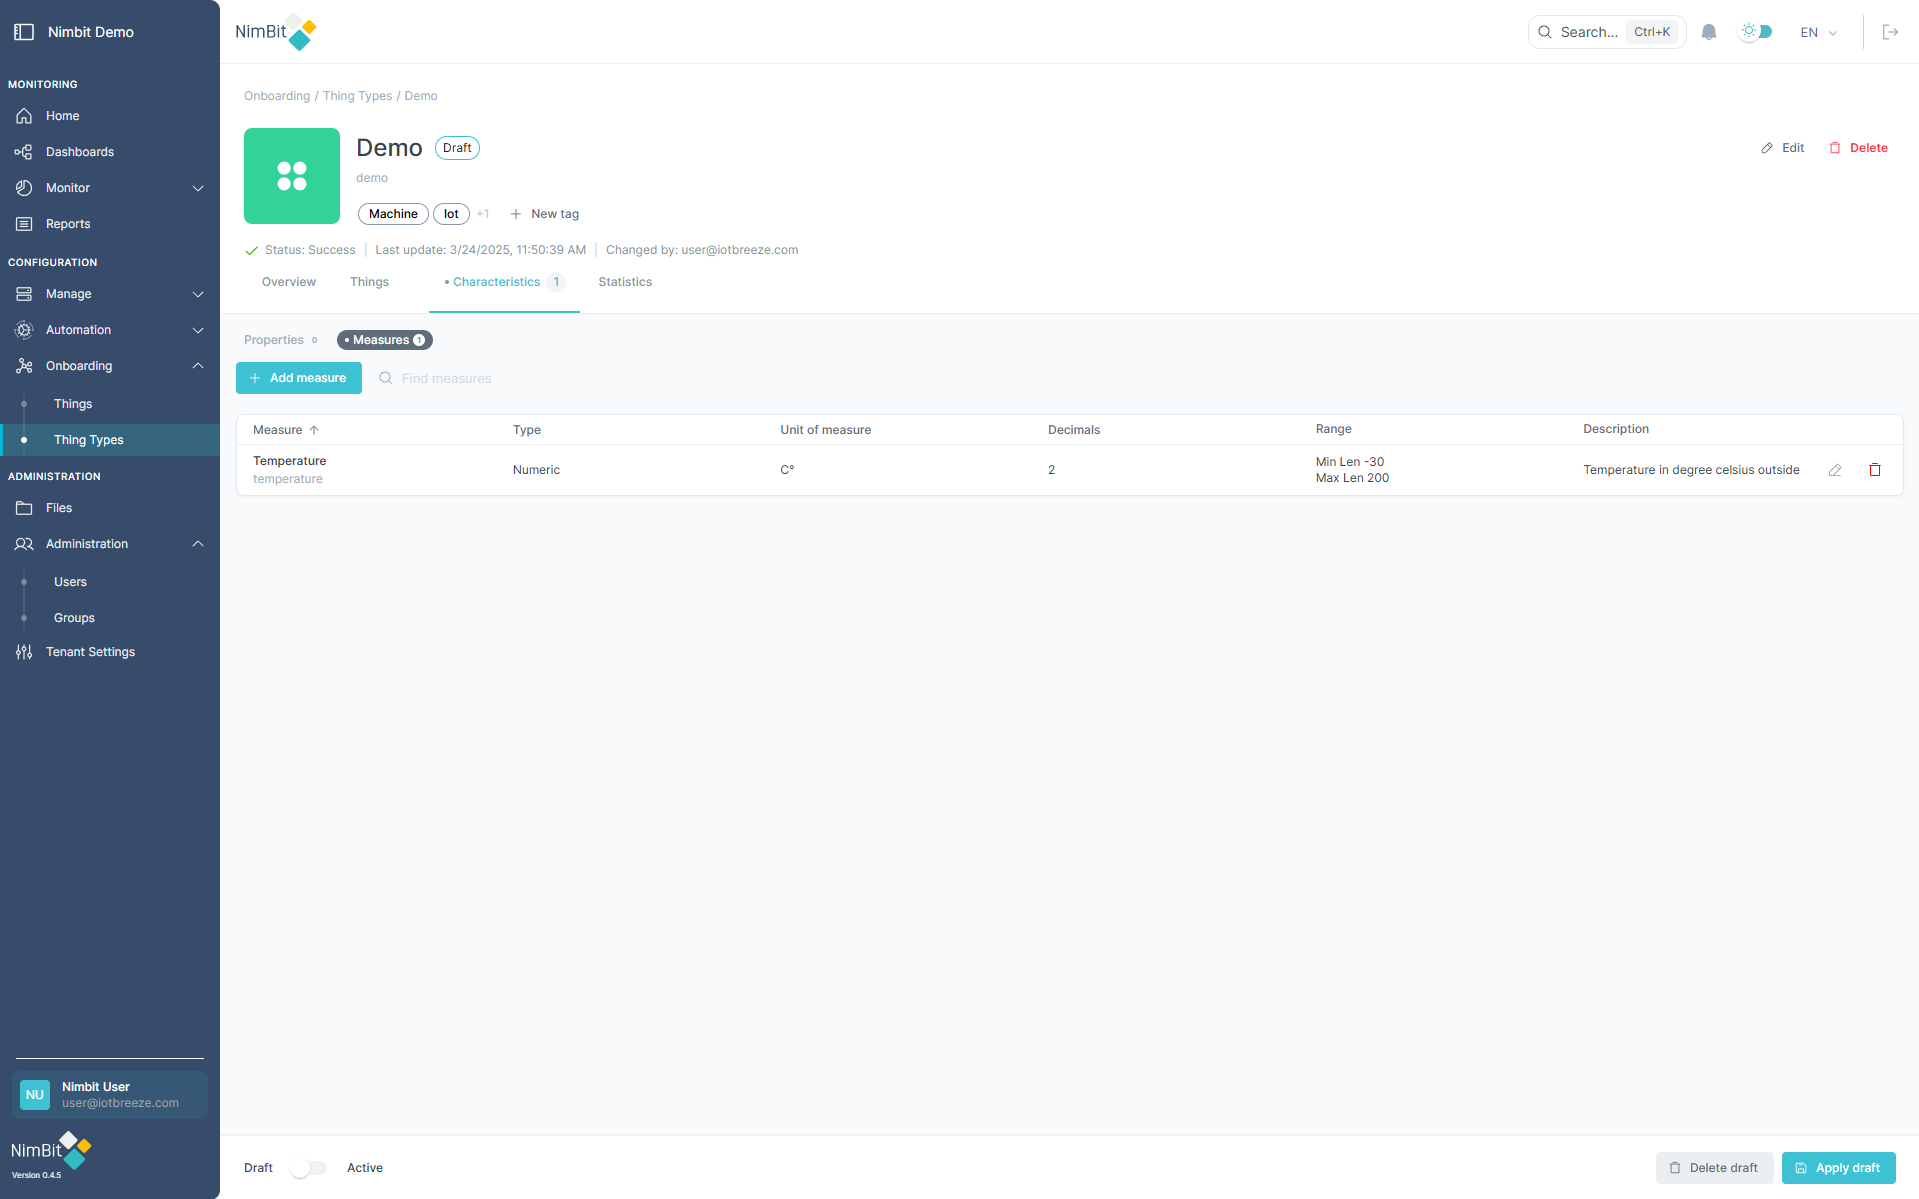 Nimbit Demo
MONITORING
Home
Dashboards
Monitor
Reports
CONFIGURATION
Manage
Automation
Onboarding
Things
Thing Types
ADMINISTRATION
Files
Administration
Users
Groups
Tenant Settings
NU
Nimbit User
user@iotbreeze.com
NimBit
Version 0.4.5
NimBit
Search... Ctrl+K
EN
Onboarding / Thing Types / Demo
Demo Draft
Edit Delete
demo
Machine Iot +1 New tag
Status: Success Last update: 3/24/2025, 11:50:39 AM Changed by: user@iotbreeze.com
Overview Things • Characteristics 1 Statistics
Properties 0 • Measures 1
Add measure Find measures
Measure Type Unit of measure Decimals Range Description
Temperature
temperature
Numeric
C°
2
Min Len -30
Max Len 200
Temperature in degree celsius outside
Draft Active
Delete draft Apply draft